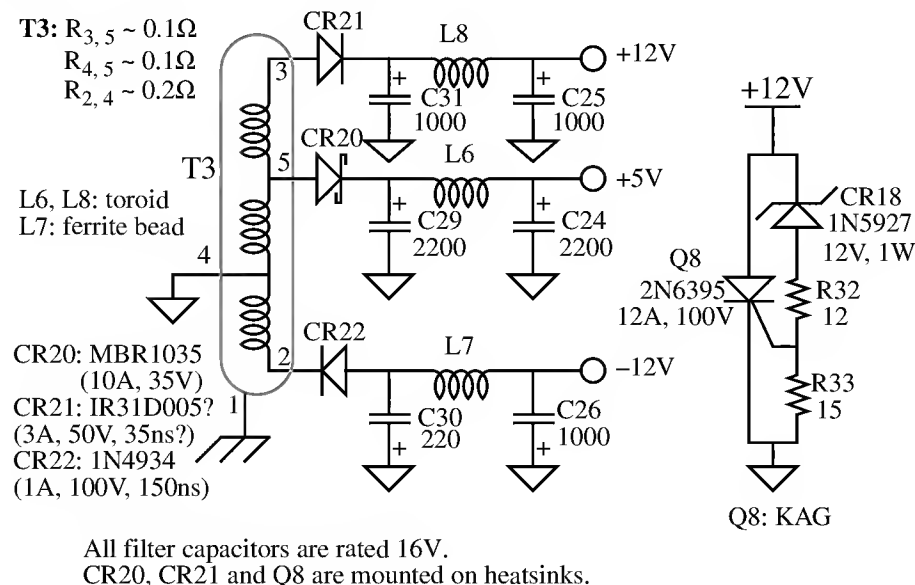 T3: R3, 5 ~ 0.1Ω
R4, 5 ~ 0.1Ω
R2, 4 ~ 0.2Ω
CR21
L8
+12V
3
+
C31
1000
+
C25
1000
T3
5
CR20
L6
+5V
+
C29
2200
+
C24
2200
L6, L8: toroid
L7: ferrite bead
4
2
CR22
L7
–12V
C30
220
+
C26
1000
+
1
CR20: MBR1035
(10A, 35V)
CR21: IR31D005?
(3A, 50V, 35ns?)
CR22: 1N4934
(1A, 100V, 150ns)
+12V
CR18
1N5927
12V, 1W
Q8
2N6395
12A, 100V
R32
12
R33
15
Q8: KAG
All filter capacitors are rated 16V.
CR20, CR21 and Q8 are mounted on heatsinks.